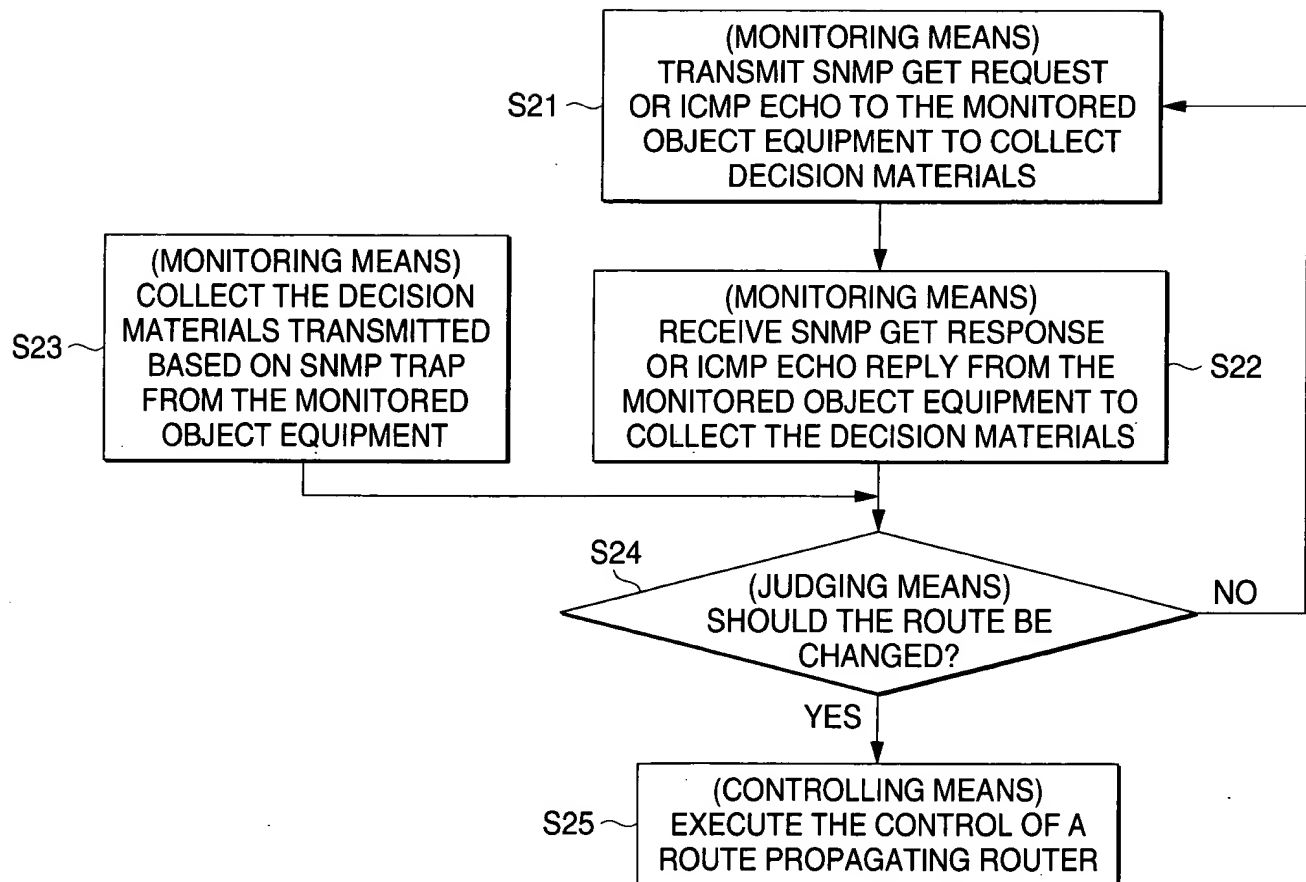 (MONITORING MEANS)
TRANSMIT SNMP GET REQUEST
OR ICMP ECHO TO THE MONITORED
OBJECT EQUIPMENT TO COLLECT
DECISION MATERIALS
S21
(MONITORING MEANS)
COLLECT THE DECISION
MATERIALS TRANSMITTED
BASED ON SNMP TRAP
FROM THE MONITORED
OBJECT EQUIPMENT
S23
(MONITORING MEANS)
RECEIVE SNMP GET RESPONSE
OR ICMP ECHO REPLY FROM THE
MONITORED OBJECT EQUIPMENT TO
COLLECT THE DECISION MATERIALS
S22
S24
(JUDGING MEANS)
SHOULD THE ROUTE BE
CHANGED?
NO
YES
(CONTROLLING MEANS)
EXECUTE THE CONTROL OF A
ROUTE PROPAGATING ROUTER
S25